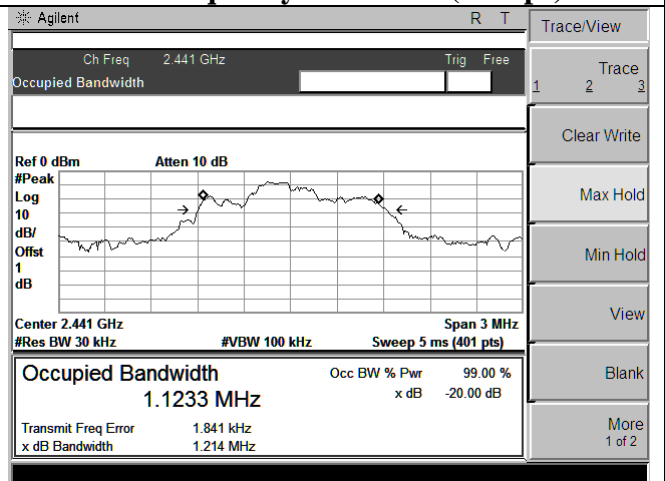 Agilent R T
Ch Freq 2.441 GHz Trig Free
Occupied Bandwidth
Ref 0 dBm Atten 10 dB
#Peak
Log
10
dB/
Offst
1
dB
Center 2.441 GHz Span 3 MHz
#Res BW 30 kHz #VBW 100 kHz Sweep 5 ms (401 pts)
Occupied Bandwidth Occ BW % Pwr 99.00 %
1.1233 MHz x dB -20.00 dB
Transmit Freq Error 1.841 kHz
x dB Bandwidth 1.214 MHz
Trace/View
Trace
1 2 3
Clear Write
Max Hold
Min Hold
View
Blank
More
1 of 2